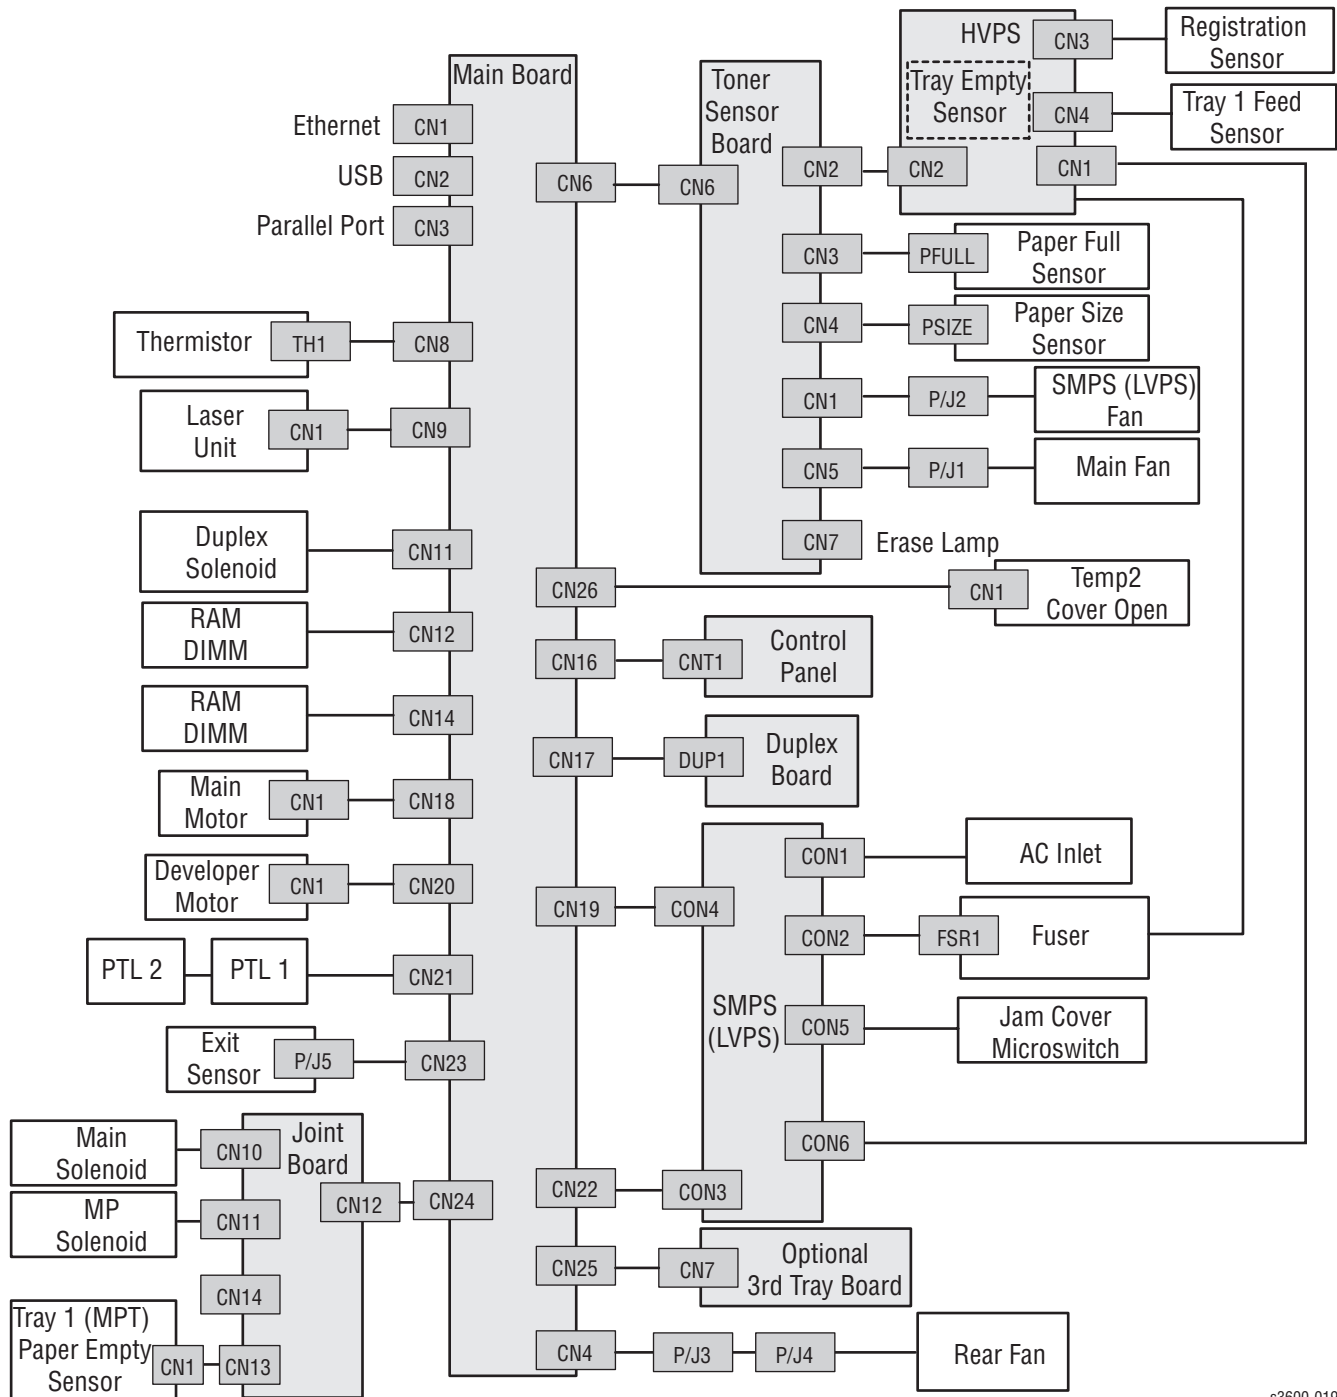 HVPS
CN3
Registration
Sensor
Main Board
Toner
Sensor
Board
Tray Empty
Sensor
CN4
Tray 1 Feed
Sensor
Ethernet
CN1
USB
CN2
Parallel Port
CN3
CN6
CN6
CN2
CN2
CN1
CN3
PFULL
Paper Full
Sensor
Thermistor
TH1
CN8
CN4
PSIZE
Paper Size
Sensor
Laser
Unit
CN1
CN9
CN1
P/J2
SMPS (LVPS)
Fan
CN5
P/J1
Main Fan
Duplex
Solenoid
CN11
CN7
Erase Lamp
CN26
CN1
Temp2
Cover Open
RAM
DIMM
CN12
CN16
CNT1
Control
Panel
RAM
DIMM
CN14
CN17
DUP1
Duplex
Board
Main
Motor
CN1
CN18
Developer
Motor
CN1
CN20
CN19
CON4
CON1
AC Inlet
CON2
FSR1
Fuser
PTL 2
PTL 1
CN21
SMPS
(LVPS)
CON5
Jam Cover
Microswitch
Exit
Sensor
P/J5
CN23
Main
Solenoid
CN10
Joint
Board
CON6
MP
Solenoid
CN11
CN12
CN24
CN22
CON3
CN14
CN25
CN7
Optional
3rd Tray Board
Tray 1 (MPT)
Paper Empty
Sensor
CN1
CN13
CN4
P/J3
P/J4
Rear Fan
s3600-019